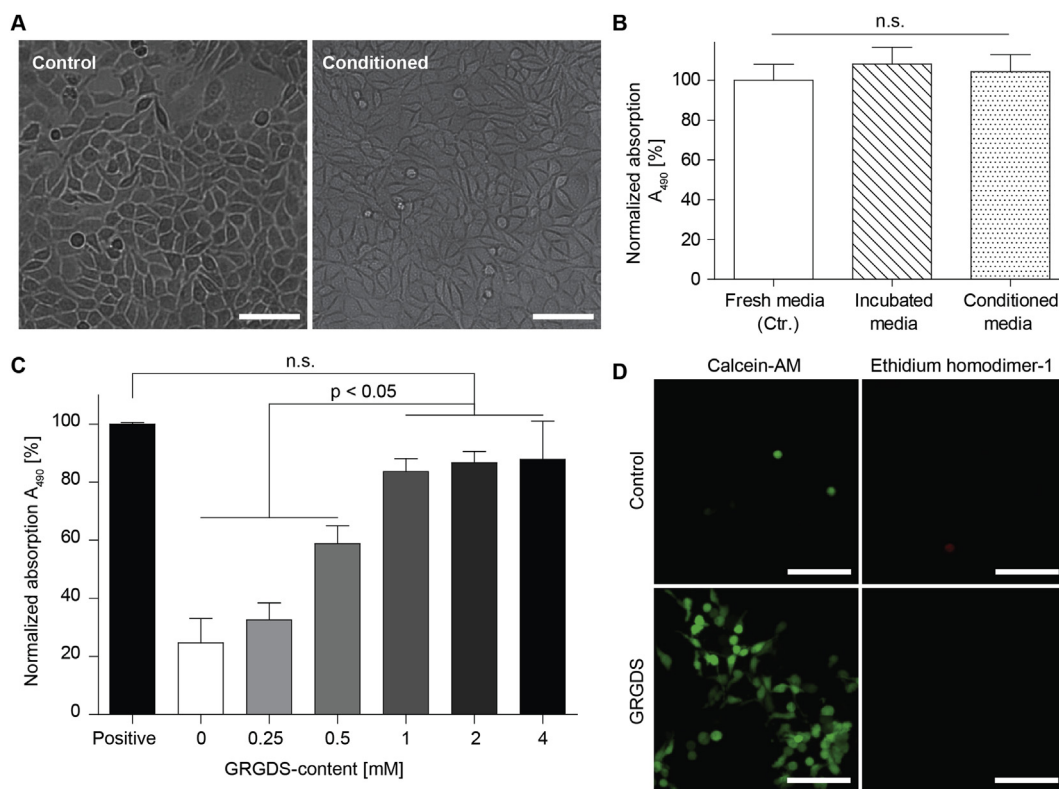 A
Control
Conditioned
B
n.s.
Normalized absorption
A490 [%]
100
80
60
40
20
0
Fresh media
(Ctr.)
Incubated
media
Conditioned
media
C
n.s.
p < 0.05
Normalized absorption A490 [%]
100
80
60
40
20
0
Positive
0
0.25
0.5
1
2
4
GRGDS-content [mM]
D
Calcein-AM
Ethidium homodimer-1
Control
GRGDS